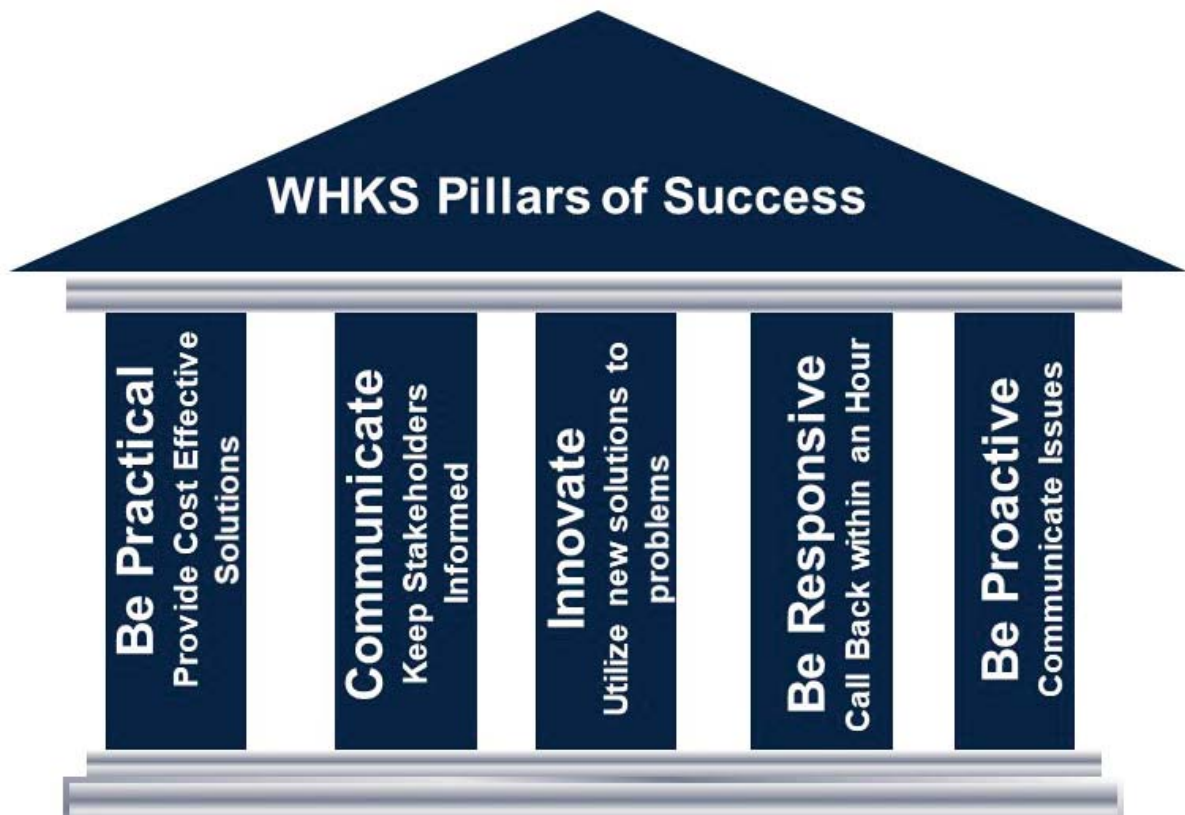 WHKS Pillars of Success
Be Practical
Provide Cost Effective
Solutions
Communicate
Keep Stakeholders
Informed
Innovate
Utilize new solutions to
problems
Be Responsive
Call Back within an Hour
Be Proactive
Communicate Issues